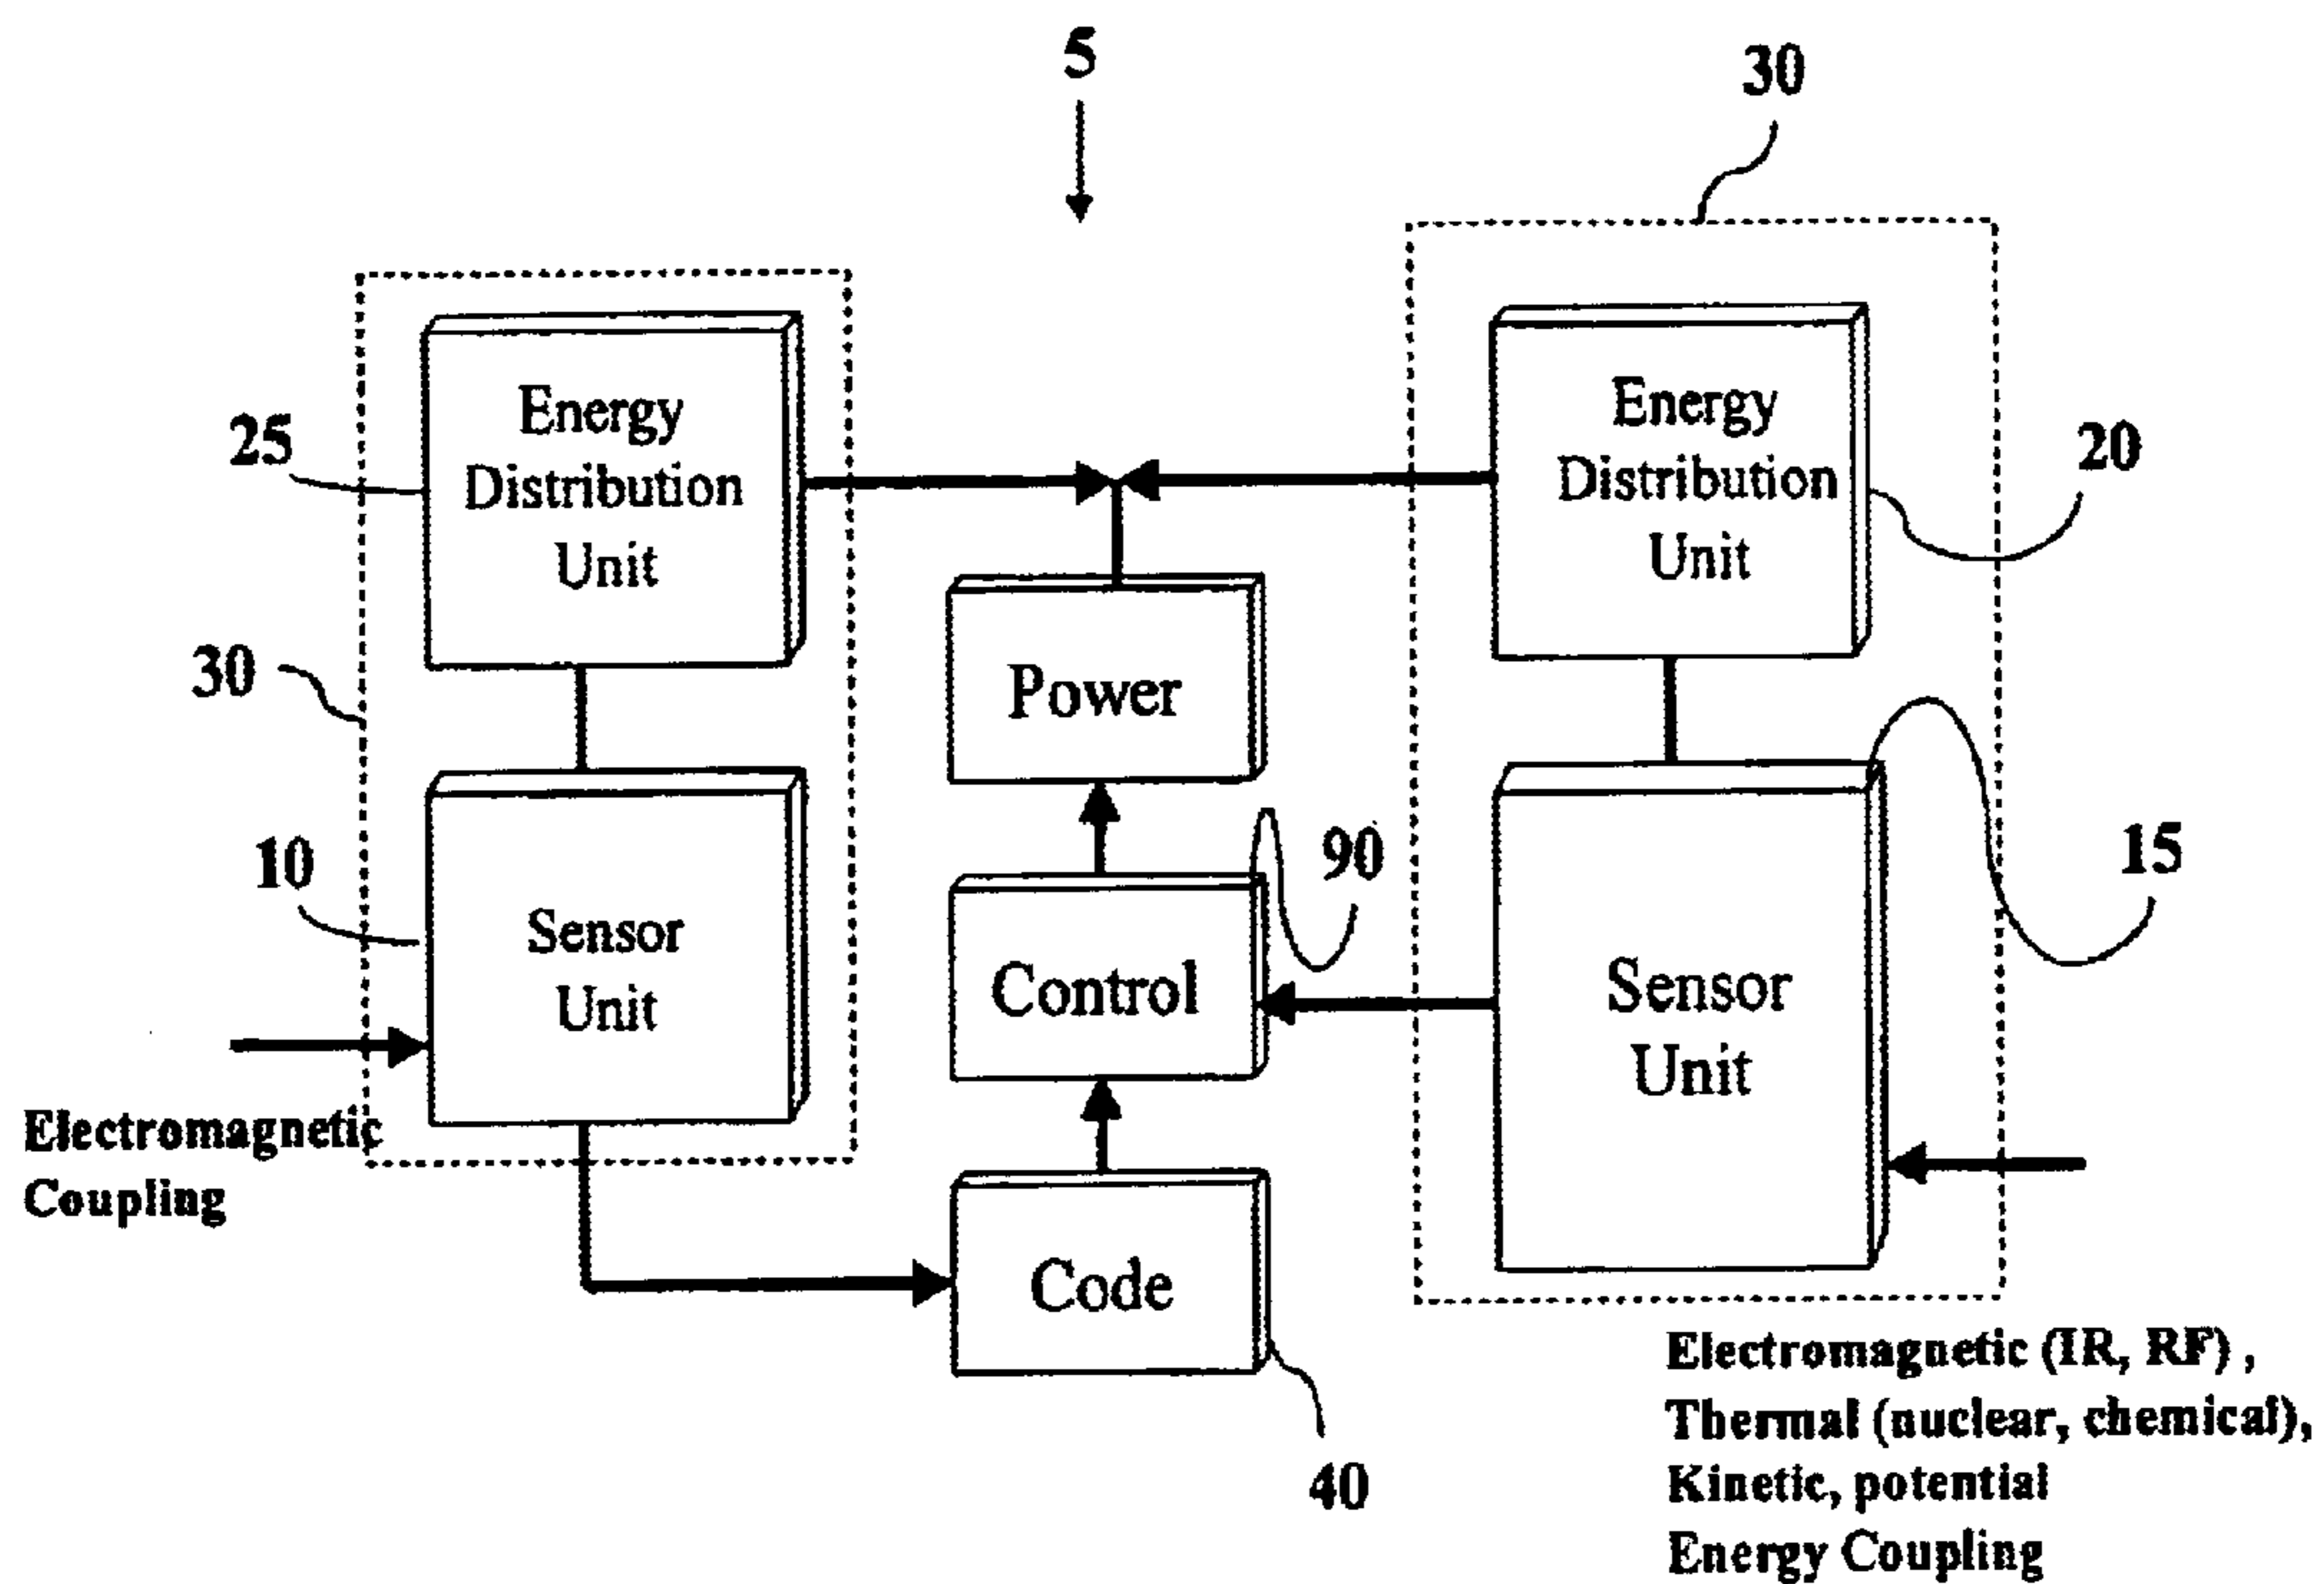 5
30
Energy
Distribution
Unit
25
Energy
Distribution
Unit
20
30
Power
10
Sensor
Unit
90
15
Control
Sensor
Unit
Electromagnetic
Coupling
Code
40
Electromagnetic (IR, RF) ,
Thermal (nuclear, chemical),
Kinetic, potential
Energy Coupling